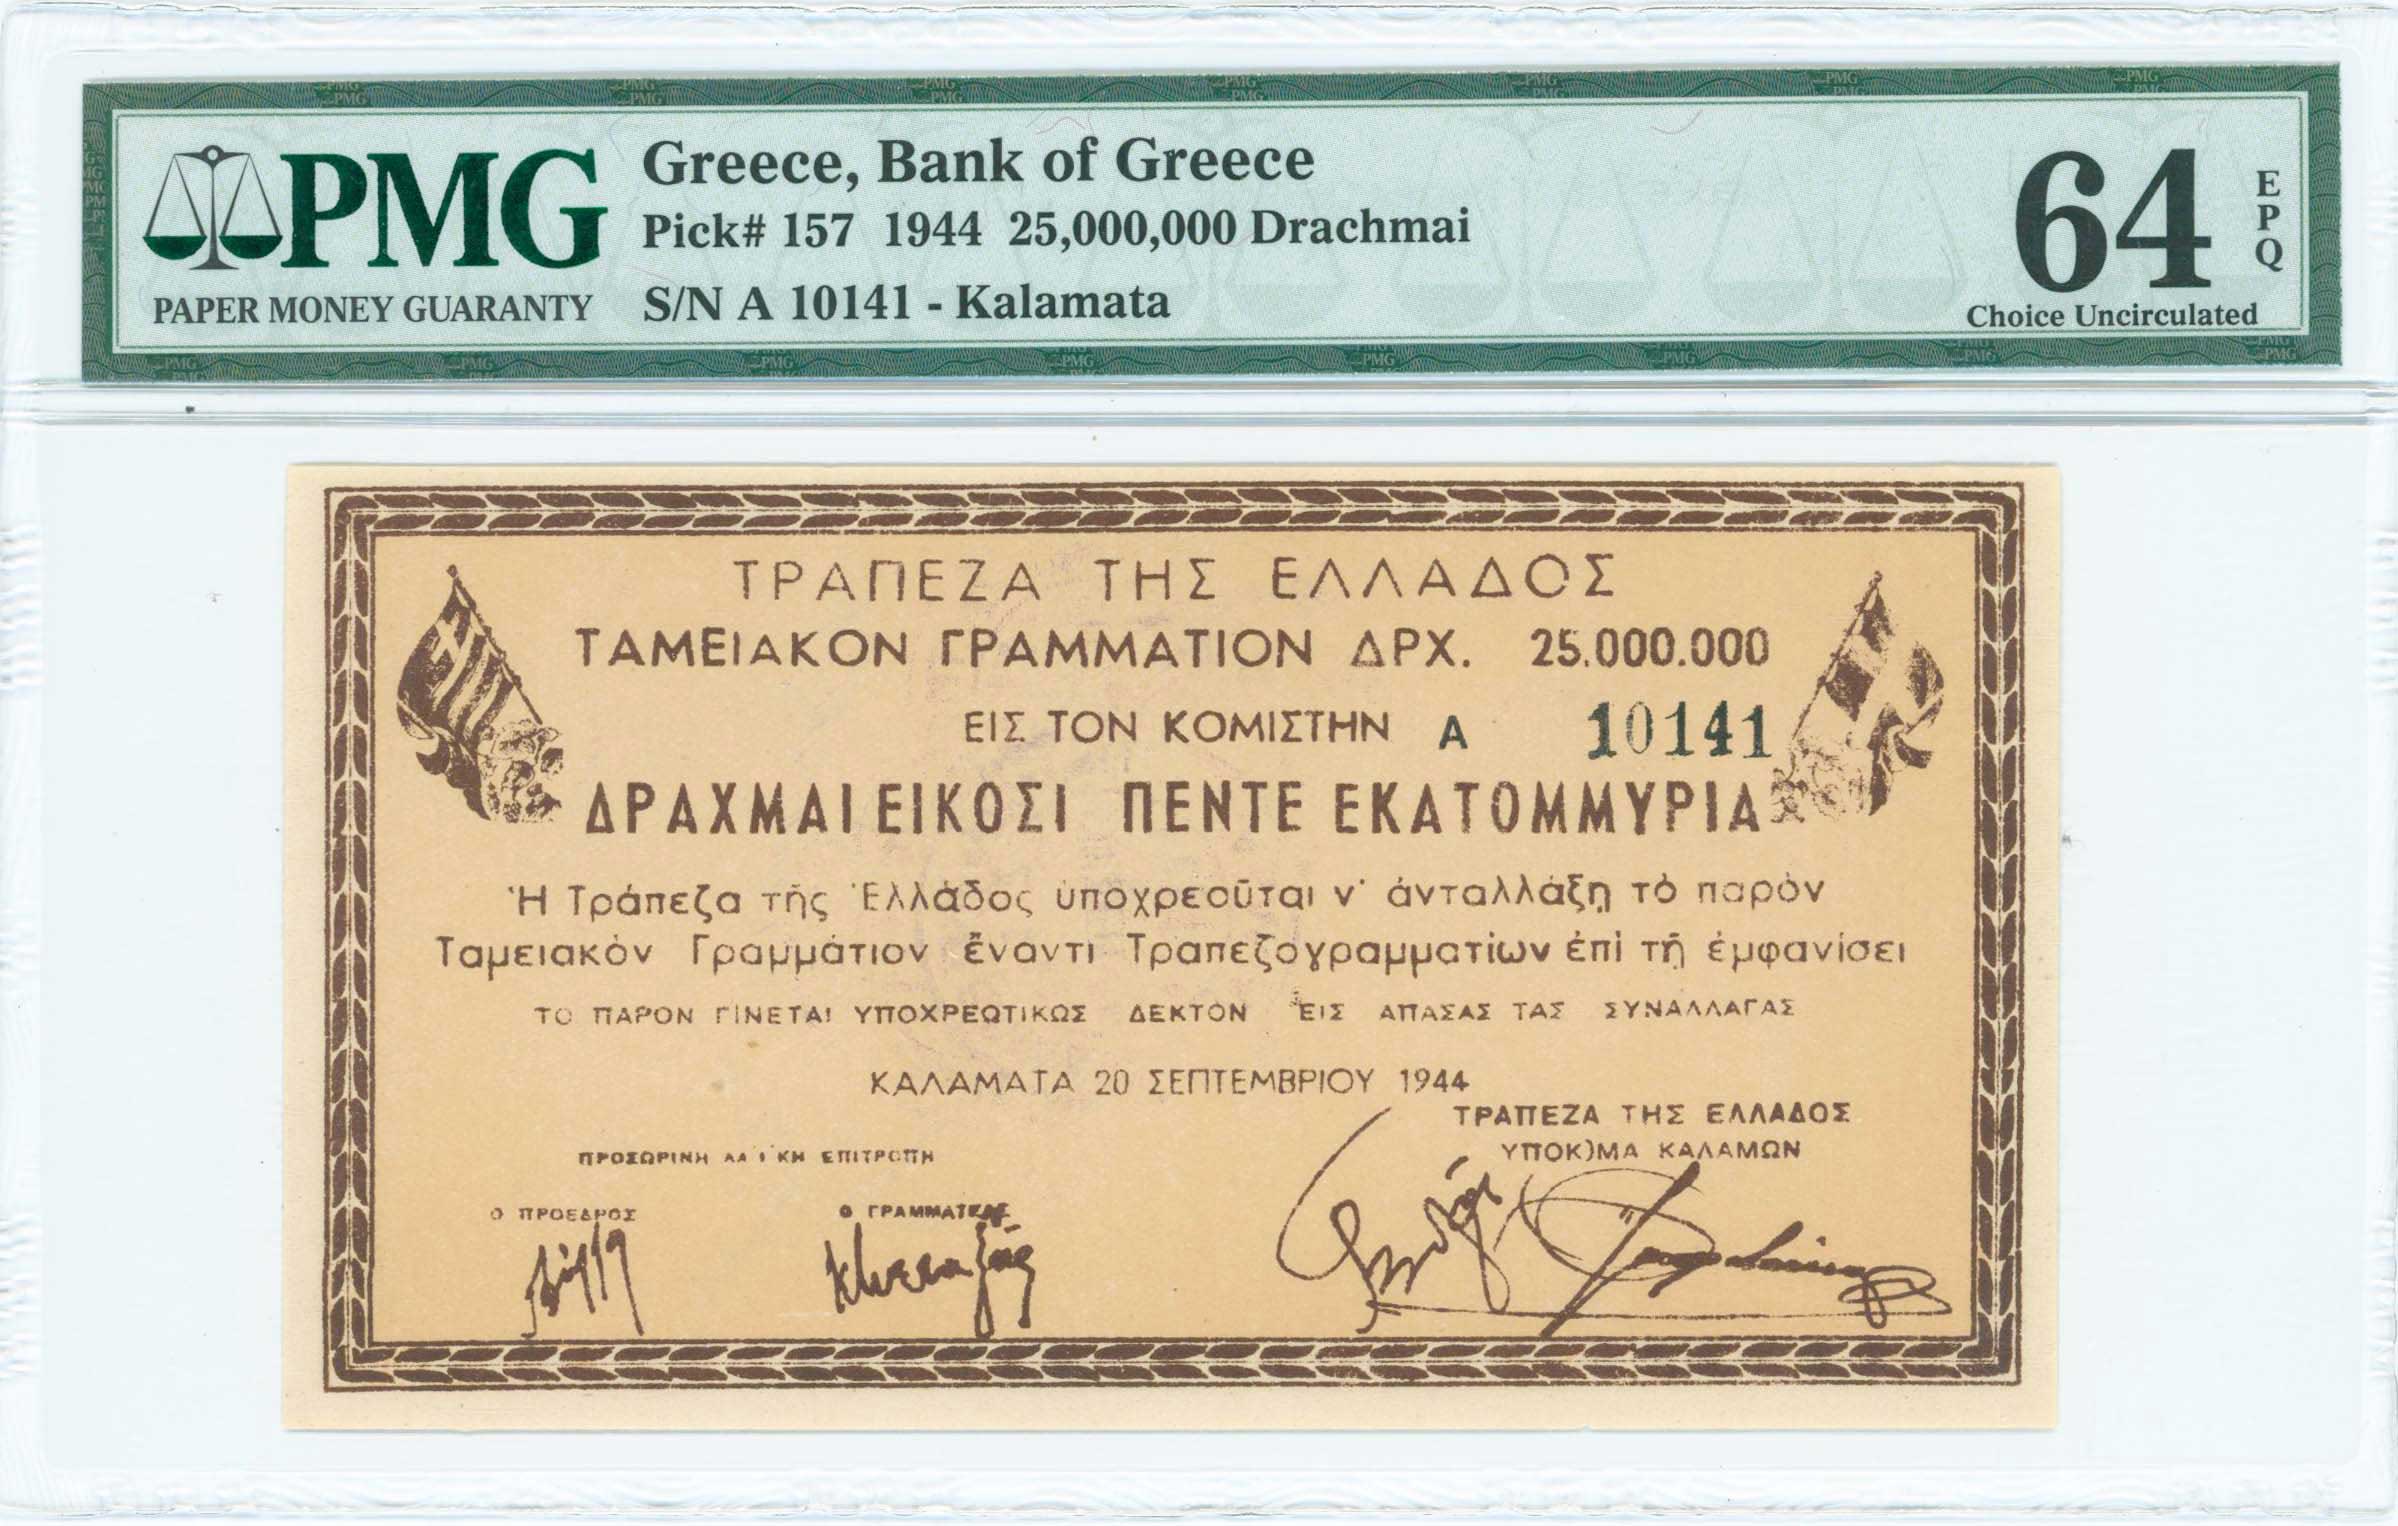 PMG
PAPER MONEY GUARANTY
Greece, Bank of Greece
Pick# 157 1944 25,000,000 Drachmai
S/N A 10141 - Kalamata
64
EPQ
Choice Uncirculated
ΤΡΑΠΕΖΑ ΤΗΣ ΕΛΛΑΔΟΣ
ΤΑΜΕΙΑΚΟΝ ΓΡΑΜΜΑΤΙΟΝ ΔΡΧ. 25.000.000
ΕΙΣ ΤΟΝ ΚΟΜΙΣΤΗΝ Α 10141
ΔΡΑΧΜΑΙ ΕΙΚΟΣΙ ΠΕΝΤΕ ΕΚΑΤΟΜΜΥΡΙΑ
Ἡ Τράπεζα τῆς Ἑλλάδος ὑποχρεοῦται ν' ἀνταλλάξῃ τὸ παρὸν
Ταμειακὸν Γραμμάτιον ἔναντι Τραπεζογραμματίων ἐπὶ τῇ ἐμφανίσει
ΤΟ ΠΑΡΟΝ ΓΙΝΕΤΑΙ ΥΠΟΧΡΕΩΤΙΚΩΣ ΔΕΚΤΟΝ ΕΙΣ ΑΠΑΣΑΣ ΤΑΣ ΣΥΝΑΛΛΑΓΑΣ
ΚΑΛΑΜΑΤΑ 20 ΣΕΠΤΕΜΒΡΙΟΥ 1944
ΤΡΑΠΕΖΑ ΤΗΣ ΕΛΛΑΔΟΣ
ΥΠΟΚ)ΜΑ ΚΑΛΑΜΩΝ
ΠΡΟΣΩΡΙΝΗ ΛΑΪΚΗ ΕΠΙΤΡΟΠΗ
Ο ΠΡΟΕΔΡΟΣ Ο ΓΡΑΜΜΑΤΕΑΣ